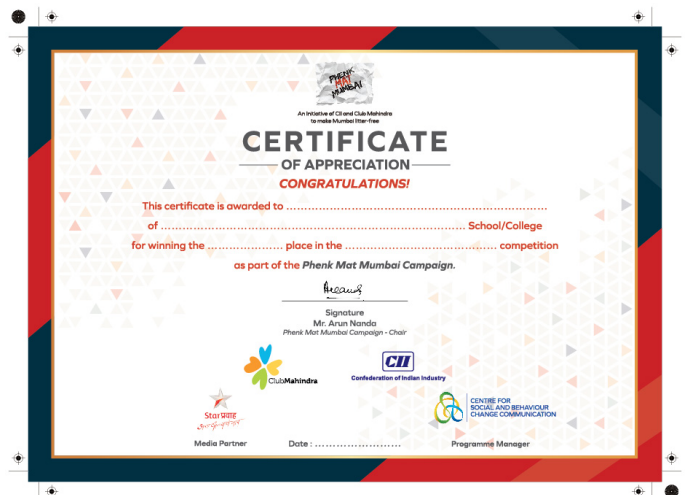 PHENK
MAT
MUMBAI
An Initiative of CII and Club Mahindra
to make Mumbai litter-free
CERTIFICATE
OF APPRECIATION
CONGRATULATIONS!
This certificate is awarded to ................................................................
of ........................................................................... School/College
for winning the .................... place in the ........................................ competition
as part of the Phenk Mat Mumbai Campaign.
Signature
Mr. Arun Nanda
Phenk Mat Mumbai Campaign - Chair
ClubMahindra
CII
Confederation of Indian Industry
Star प्रवाह
CENTRE FOR
SOCIAL AND BEHAVIOUR
CHANGE COMMUNICATION
Media Partner
Date : ........................
Programme Manager